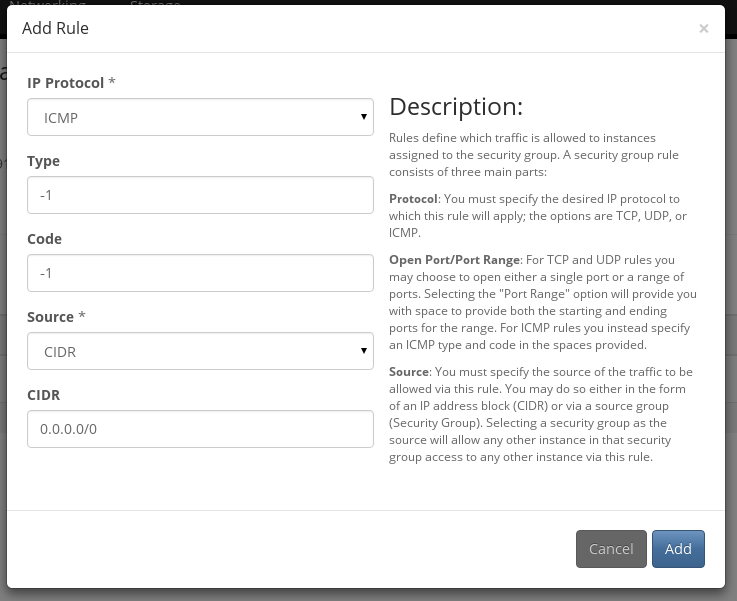 Networking Storage
Add Rule ×
IP Protocol *
ICMP
Type
-1
Code
-1
Source *
CIDR
CIDR
0.0.0.0/0
Description:
Rules define which traffic is allowed to instances
assigned to the security group. A security group rule
consists of three main parts:
Protocol: You must specify the desired IP protocol to
which this rule will apply; the options are TCP, UDP, or
ICMP.
Open Port/Port Range: For TCP and UDP rules you
may choose to open either a single port or a range of
ports. Selecting the "Port Range" option will provide you
with space to provide both the starting and ending
ports for the range. For ICMP rules you instead specify
an ICMP type and code in the spaces provided.
Source: You must specify the source of the traffic to be
allowed via this rule. You may do so either in the form
of an IP address block (CIDR) or via a source group
(Security Group). Selecting a security group as the
source will allow any other instance in that security
group access to any other instance via this rule.
Cancel Add